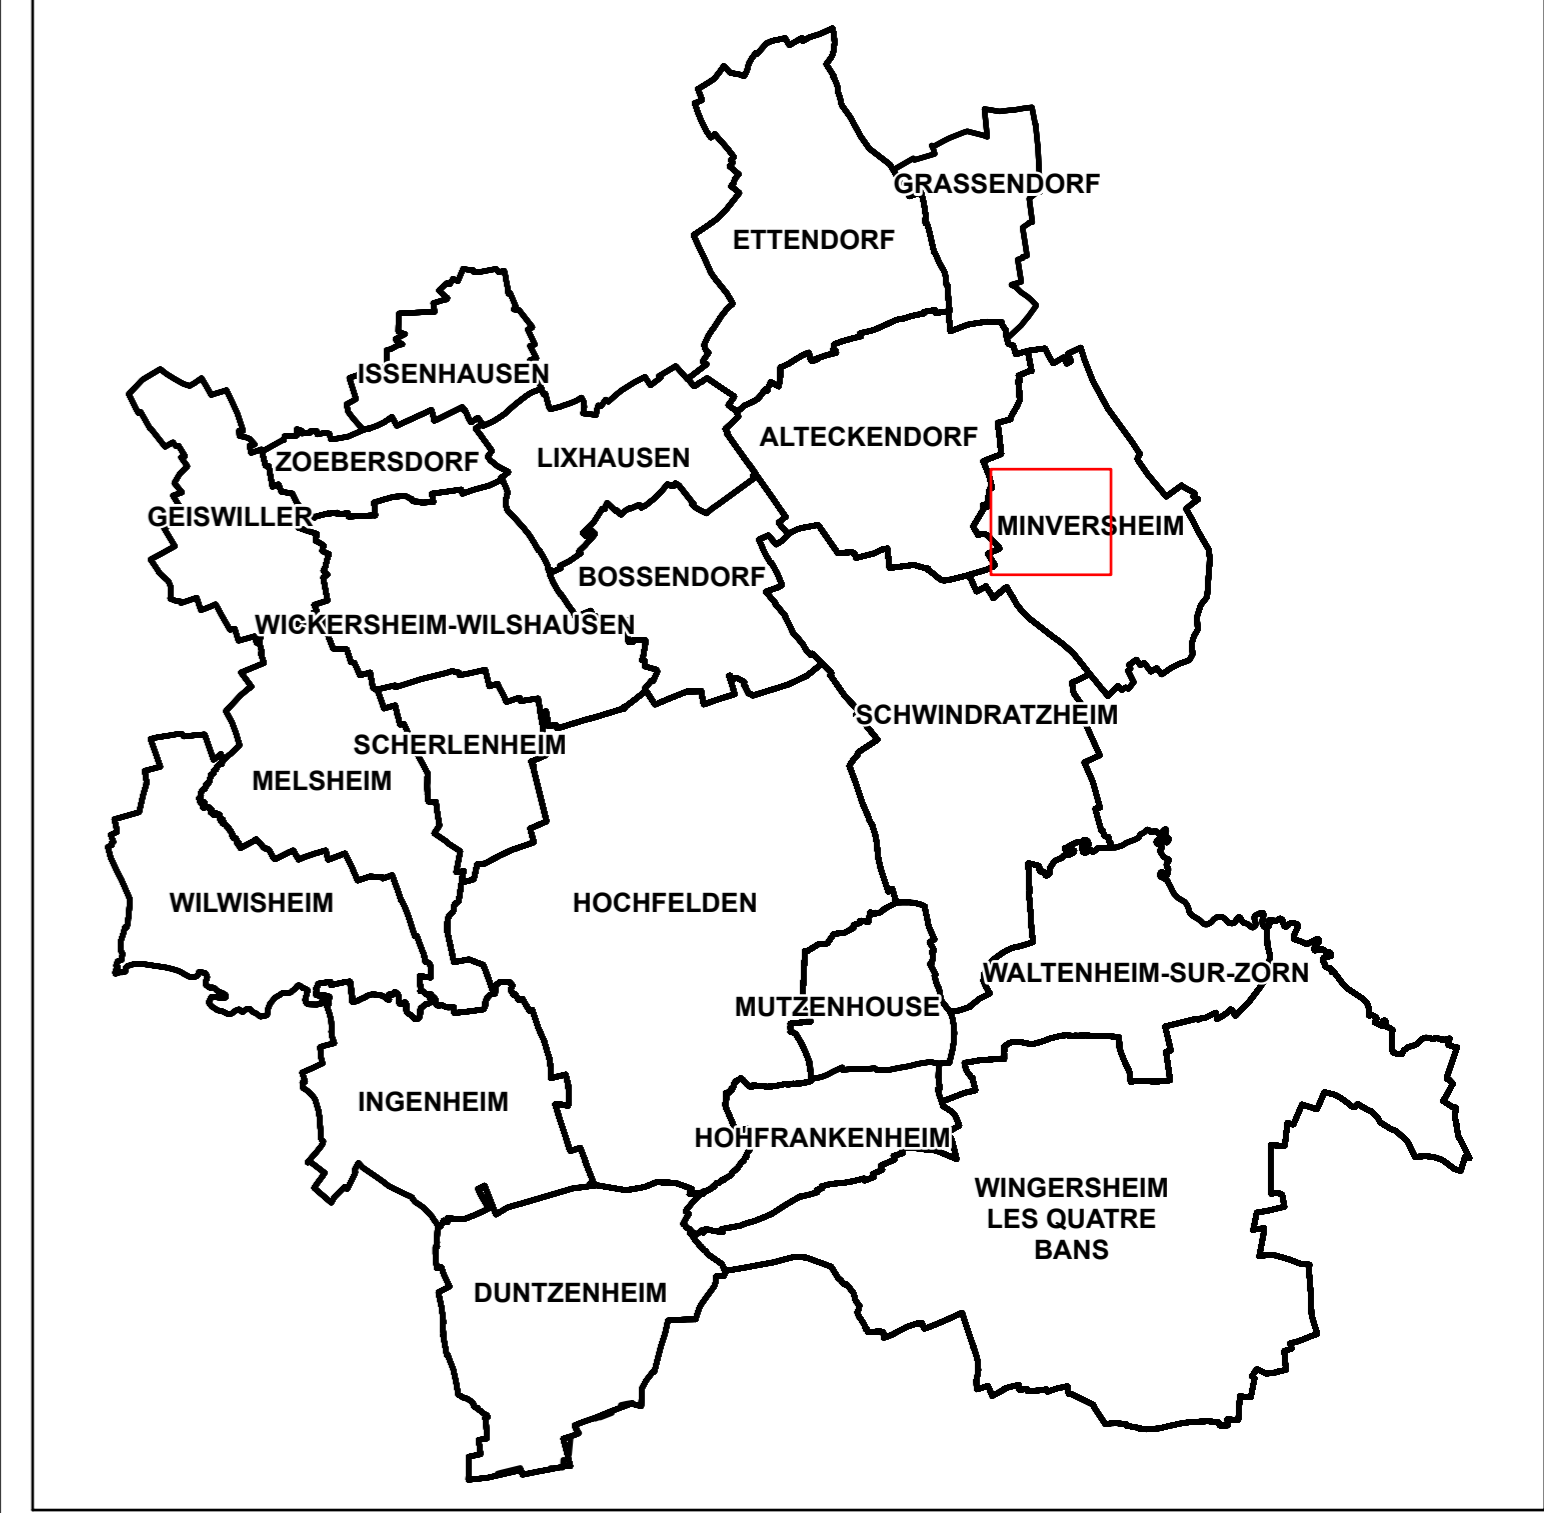 GRASSENDORF
ETTENDORF
ISSENHAUSEN
ALTECKENDORF
LIXHAUSEN
ZOEBERSDORF
GEISWILLER
MINVERSHEIM
BOSSENDORF
WICKERSHEIM-WILSHAUSEN
SCHWINDRATZHEIM
SCHERLENHEIM
MELSHEIM
WILWISHEIM
HOCHFELDEN
WALTENHEIM-SUR-ZORN
MUTZENHOUSE
INGENHEIM
HOHFRANKENHEIM
WINGERSHEIM
LES QUATRE
BANS
DUNTZENHEIM